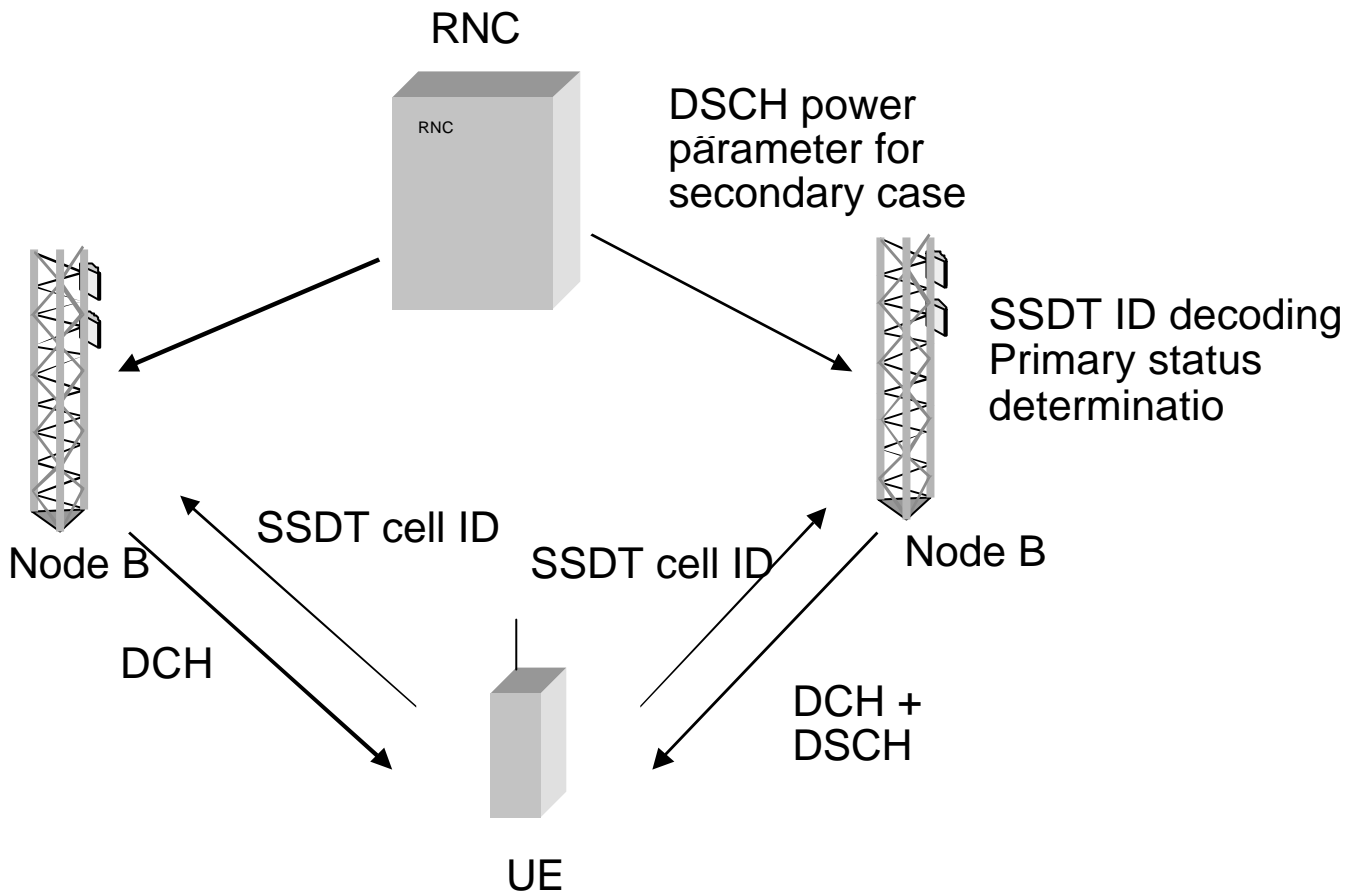 RNC
RNC
DSCH power
pärameter for
secondary case
SSDT ID decoding
Primary status
determinatio
SSDT cell ID
SSDT cell ID
Node B
Node B
DCH
DCH +
DSCH
UE